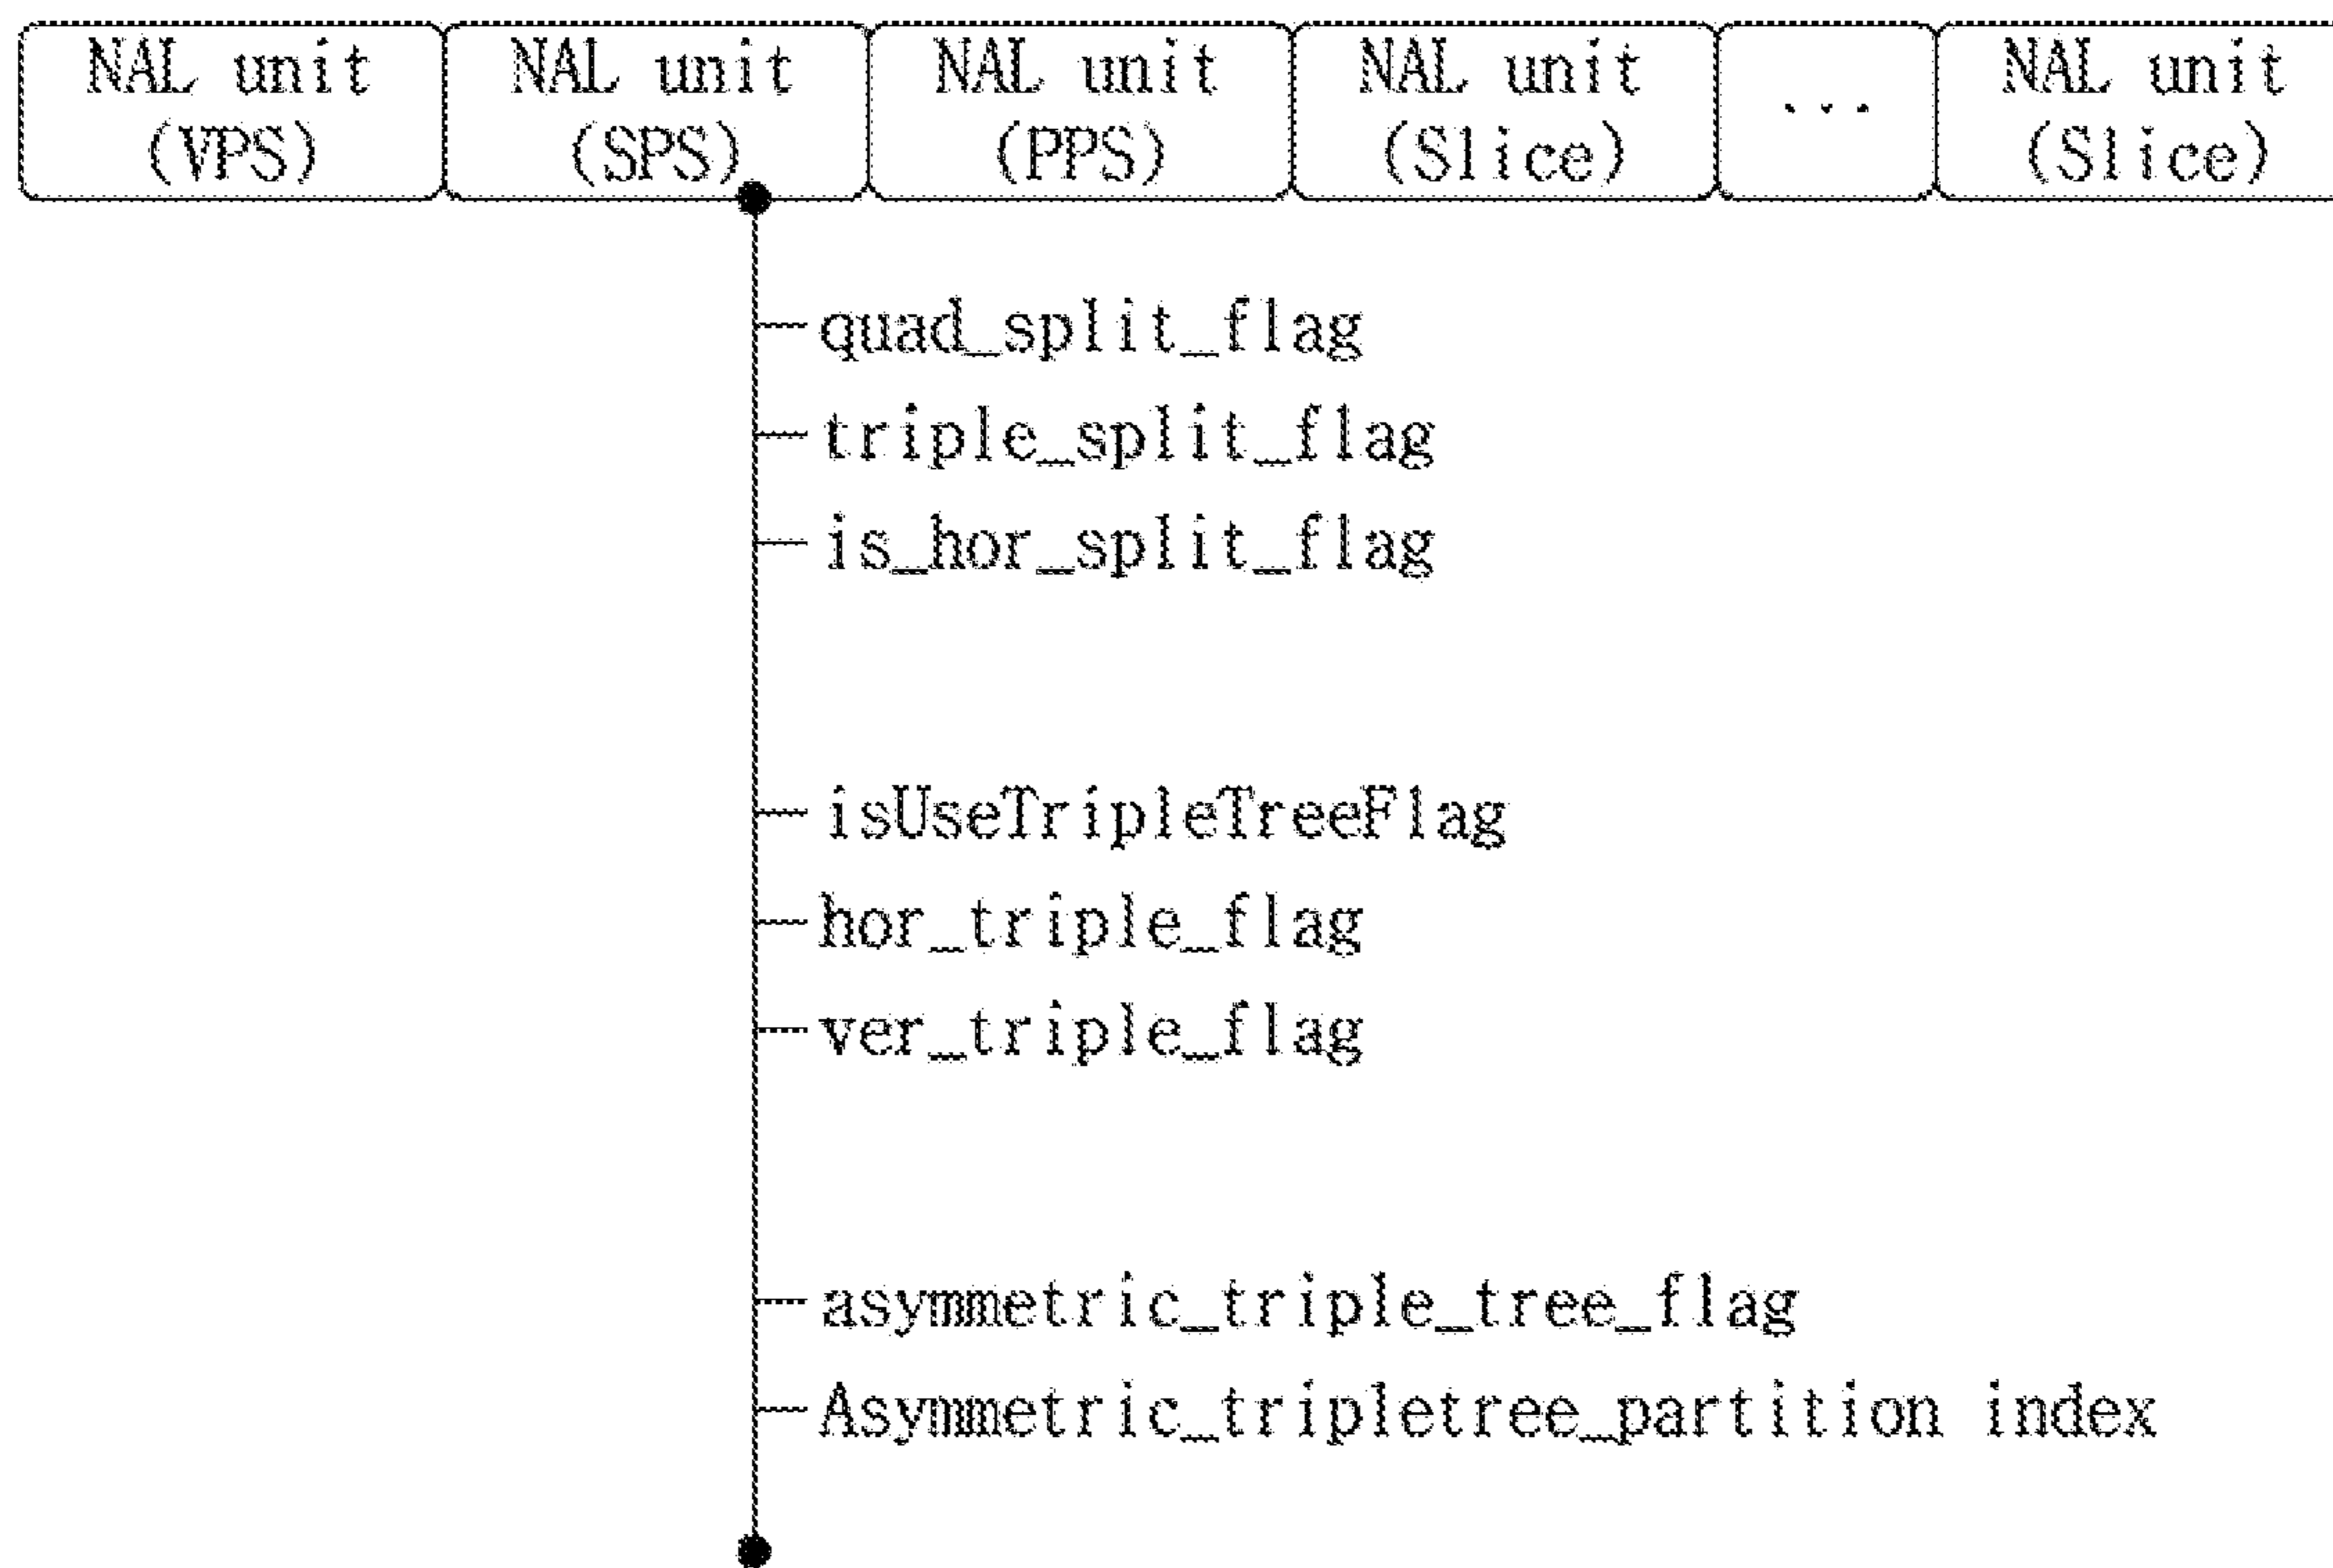 NAL unit (VPS) NAL unit (SPS) NAL unit (PPS) NAL unit (Slice) ... NAL unit (Slice)
quad_split_flag
triple_split_flag
is_hor_split_flag
isUseTripleTreeFlag
hor_triple_flag
ver_triple_flag
asymmetric_triple_tree_flag
Asymmetric_tripletree_partition index